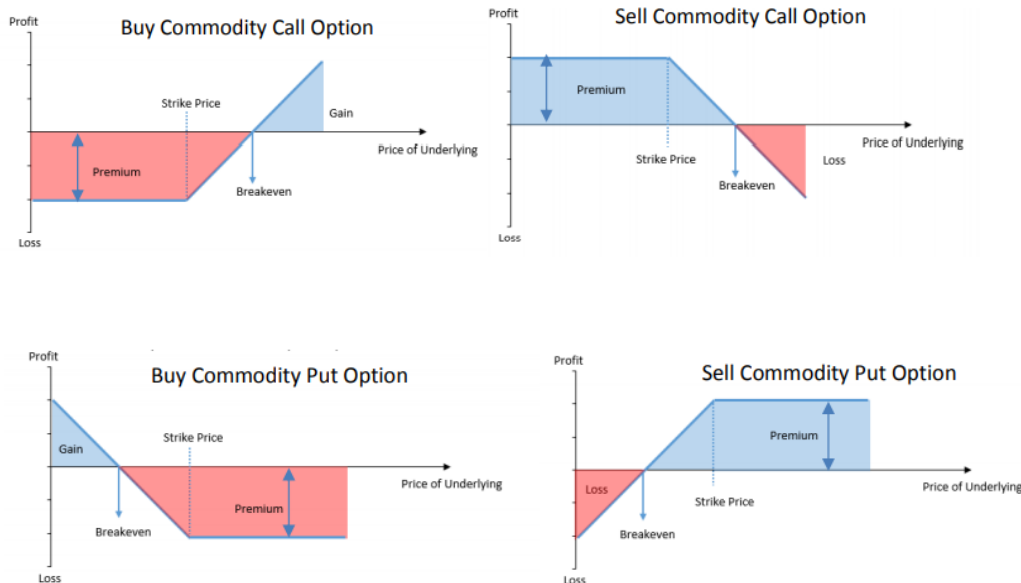 Profit
Buy Commodity Call Option
Strike Price
Gain
Price of Underlying
Premium
Breakeven
Loss
Profit
Sell Commodity Call Option
Premium
Price of Underlying
Strike Price
Loss
Breakeven
Loss
Profit
Buy Commodity Put Option
Strike Price
Gain
Price of Underlying
Premium
Breakeven
Loss
Profit
Sell Commodity Put Option
Premium
Price of Underlying
Loss
Strike Price
Breakeven
Loss